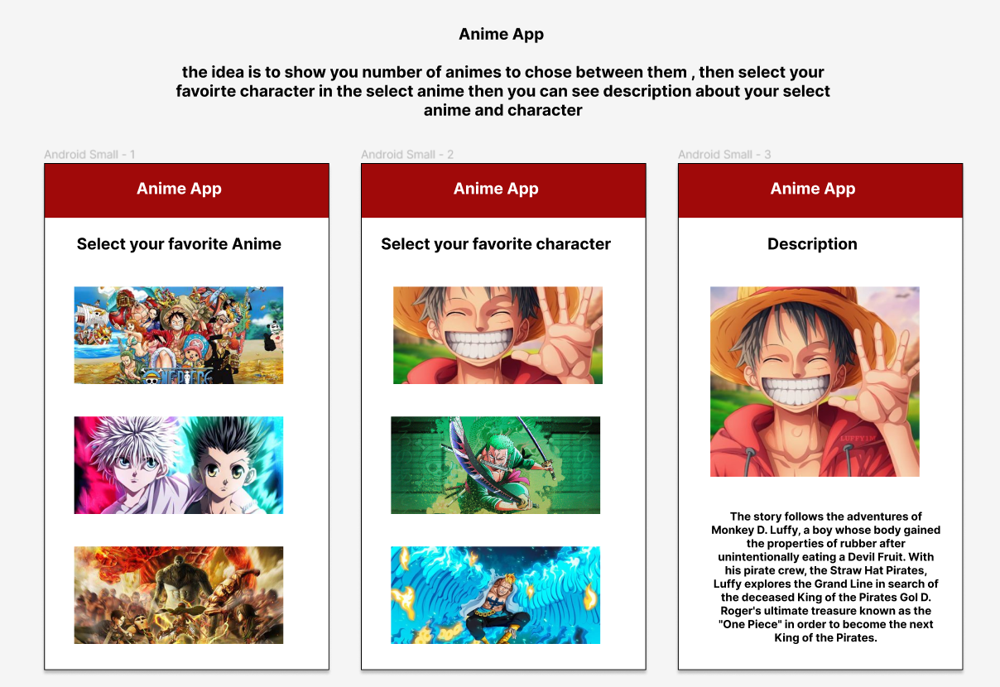 Anime App
the idea is to show you number of animes to chose between them , then select your
favoirte character in the select anime then you can see description about your select
anime and character
Android Small - 1
Anime App
Select your favorite Anime
ONE PIECE
Android Small - 2
Anime App
Select your favorite character
Android Small - 3
Anime App
Description
The story follows the adventures of
Monkey D. Luffy, a boy whose body gained
the properties of rubber after
unintentionally eating a Devil Fruit. With
his pirate crew, the Straw Hat Pirates,
Luffy explores the Grand Line in search of
the deceased King of the Pirates Gol D.
Roger's ultimate treasure known as the
"One Piece" in order to become the next
King of the Pirates.